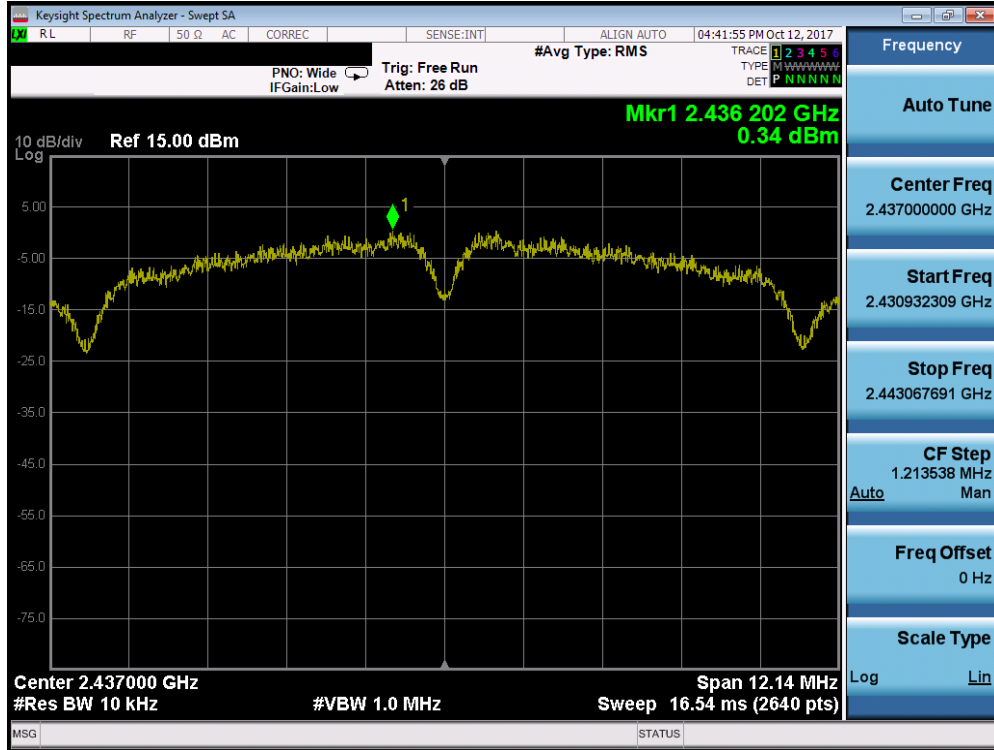 Keysight Spectrum Analyzer - Swept SA
LXI RL RF 50 Ω AC CORREC SENSE:INT ALIGN AUTO 04:41:55 PM Oct 12, 2017
#Avg Type: RMS
TRACE 1 2 3 4 5 6
TYPE M WWWWW
DET P N N N N N
PNO: Wide
IFGain:Low
Trig: Free Run
Atten: 26 dB
Mkr1 2.436 202 GHz
0.34 dBm
10 dB/div Ref 15.00 dBm
Log
1
5.00
-5.00
-15.0
-25.0
-35.0
-45.0
-55.0
-65.0
-75.0
Center 2.437000 GHz Span 12.14 MHz
#Res BW 10 kHz #VBW 1.0 MHz Sweep 16.54 ms (2640 pts)
MSG STATUS
Frequency
Auto Tune
Center Freq
2.437000000 GHz
Start Freq
2.430932309 GHz
Stop Freq
2.443067691 GHz
CF Step
1.213538 MHz
Auto Man
Freq Offset
0 Hz
Scale Type
Log Lin